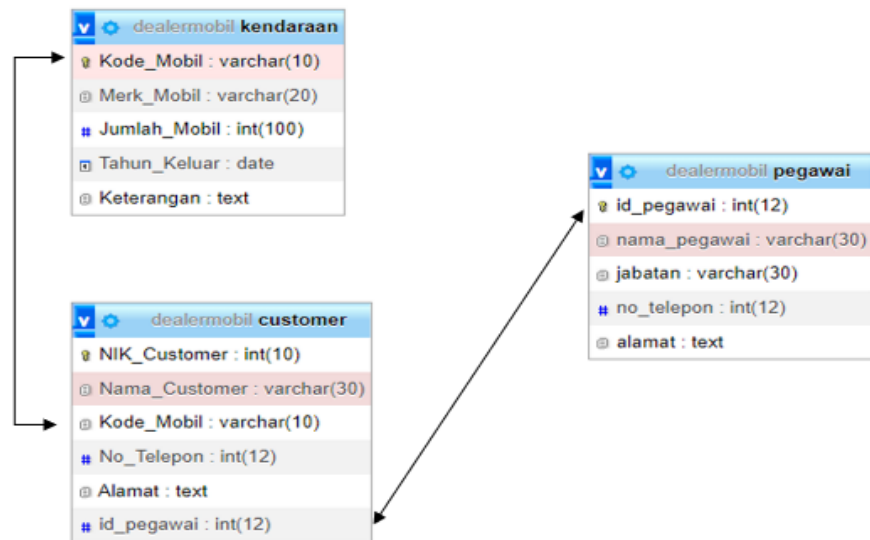 dealermobil kendaraan
Kode_Mobil : varchar(10)
Merk_Mobil : varchar(20)
Jumlah_Mobil : int(100)
Tahun_Keluar : date
Keterangan : text
dealermobil pegawai
id_pegawai : int(12)
nama_pegawai : varchar(30)
jabatan : varchar(30)
no_telepon : int(12)
alamat : text
dealermobil customer
NIK_Customer : int(10)
Nama_Customer : varchar(30)
Kode_Mobil : varchar(10)
No_Telepon : int(12)
Alamat : text
id_pegawai : int(12)